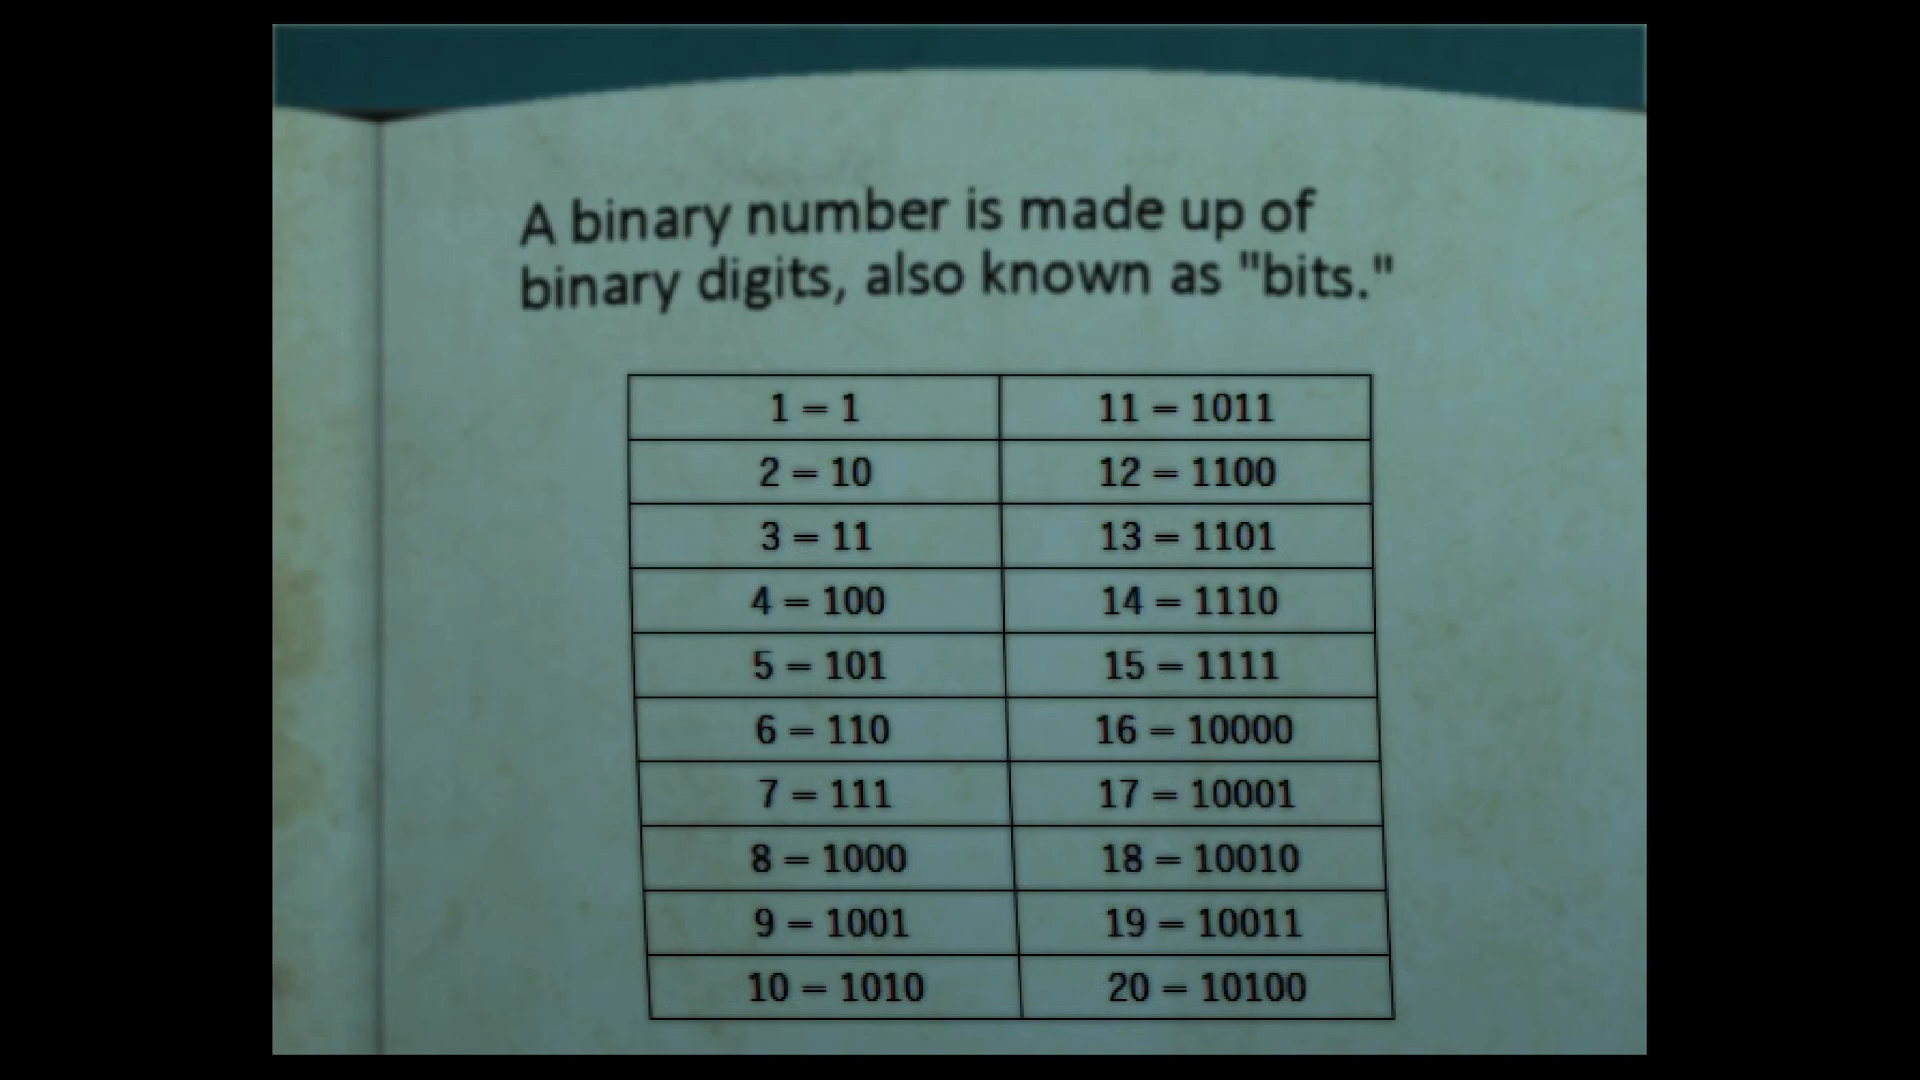 A binary number is made up of
binary digits, also known as "bits."
1 = 1 11 = 1011
2 = 10 12 = 1100
3 = 11 13 = 1101
4 = 100 14 = 1110
5 = 101 15 = 1111
6 = 110 16 = 10000
7 = 111 17 = 10001
8 = 1000 18 = 10010
9 = 1001 19 = 10011
10 = 1010 20 = 10100